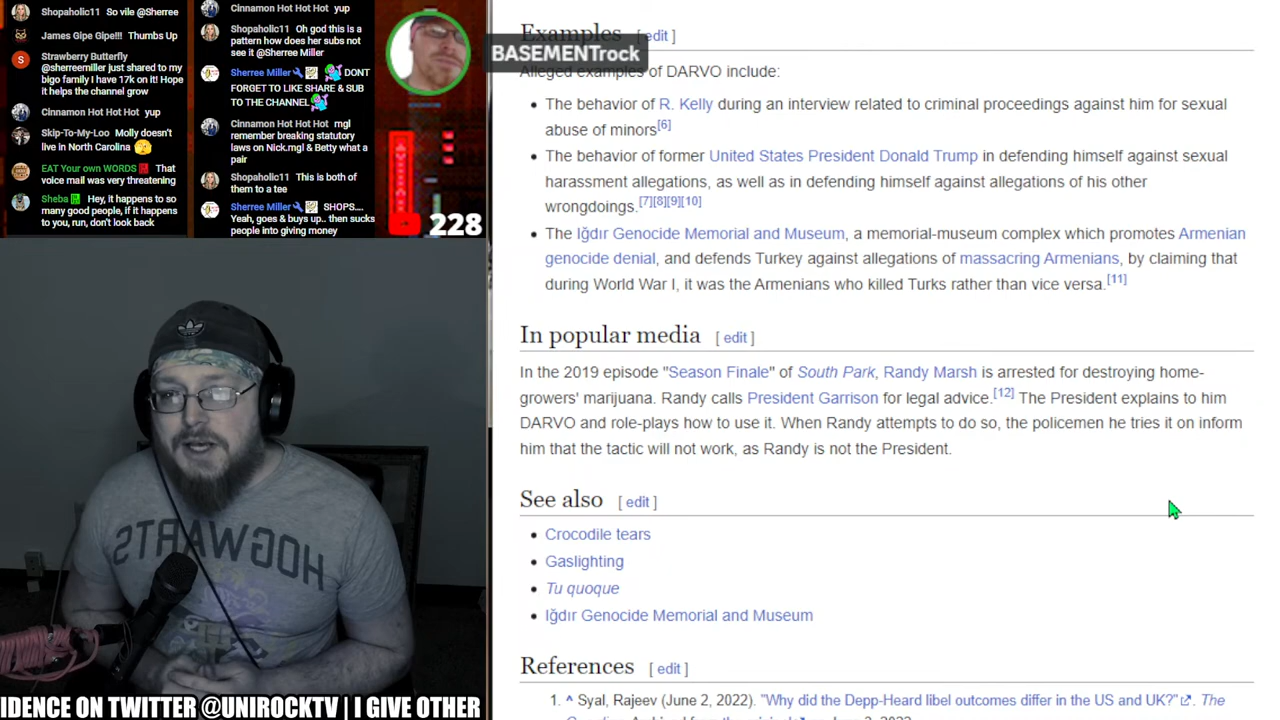 Shopaholic11 So vile @Sherree
James Gipe Gipe!!! Thumbs Up
Strawberry Butterfly
@sherreemiller just shared to my
bigo family I have 17k on it! Hope
it helps the channel grow
Cinnamon Hot Hot Hot yup
Skip-To-My-Loo Molly doesn't
live in North Carolina
EAT Your own WORDS That
voice mail was very threatening
Sheba Hey, it happens to so
many good people, if it happens
to you, run, don't look back
Cinnamon Hot Hot Hot yup
Shopaholic11 Oh god this is a
pattern how does her subs not
see it @Sherree Miller
Sherree Miller DONT
FORGET TO LIKE SHARE & SUB
TO THE CHANNEL
Cinnamon Hot Hot Hot mgl
remember breaking statutory
laws on Nick.mgl & Betty what a
pair
Shopaholic11 This is both of
them to a tee
Sherree Miller SHOPS....
Yeah, goes & buys up.. then sucks
people into giving money
228
BASEMENTrock
HOGWARTS
IDENCE ON TWITTER @UNIROCKTV | I GIVE OTHER
Examples [ edit ]
Alleged examples of DARVO include:
• The behavior of R. Kelly during an interview related to criminal proceedings against him for sexual
abuse of minors[6]
• The behavior of former United States President Donald Trump in defending himself against sexual
harassment allegations, as well as in defending himself against allegations of his other
wrongdoings.[7][8][9][10]
• The Iğdır Genocide Memorial and Museum, a memorial-museum complex which promotes Armenian
genocide denial, and defends Turkey against allegations of massacring Armenians, by claiming that
during World War I, it was the Armenians who killed Turks rather than vice versa.[11]
In popular media [ edit ]
In the 2019 episode "Season Finale" of South Park, Randy Marsh is arrested for destroying home-
growers' marijuana. Randy calls President Garrison for legal advice.[12] The President explains to him
DARVO and role-plays how to use it. When Randy attempts to do so, the policemen he tries it on inform
him that the tactic will not work, as Randy is not the President.
See also [ edit ]
• Crocodile tears
• Gaslighting
• Tu quoque
• Iğdır Genocide Memorial and Museum
References [ edit ]
1. ^ Syal, Rajeev (June 2, 2022). "Why did the Depp-Heard libel outcomes differ in the US and UK?". The